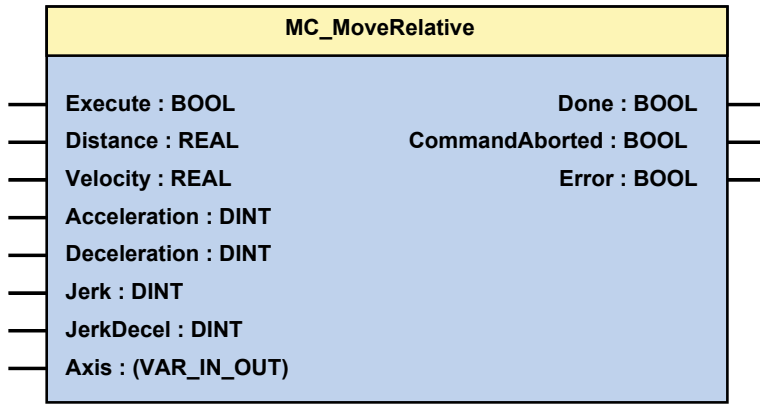 MC_MoveRelative
Execute : BOOL Done : BOOL
Distance : REAL CommandAborted : BOOL
Velocity : REAL Error : BOOL
Acceleration : DINT
Deceleration : DINT
Jerk : DINT
JerkDecel : DINT
Axis : (VAR_IN_OUT)